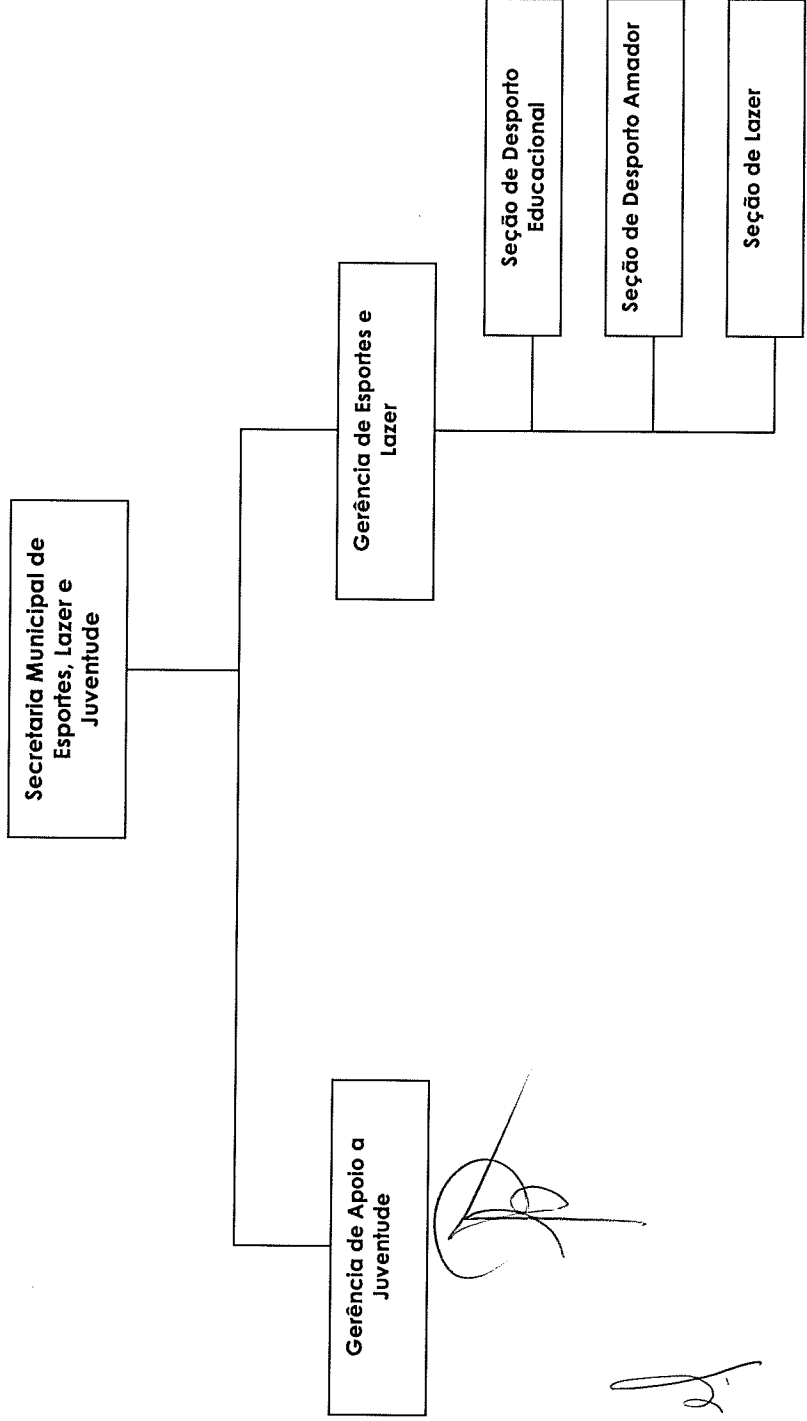 Secretaria Municipal de
Esportes, Lazer e
Juventude
Gerência de Apoio a
Juventude
Gerência de Esportes e
Lazer
Seção de Desporto
Educacional
Seção de Desporto Amador
Seção de Lazer